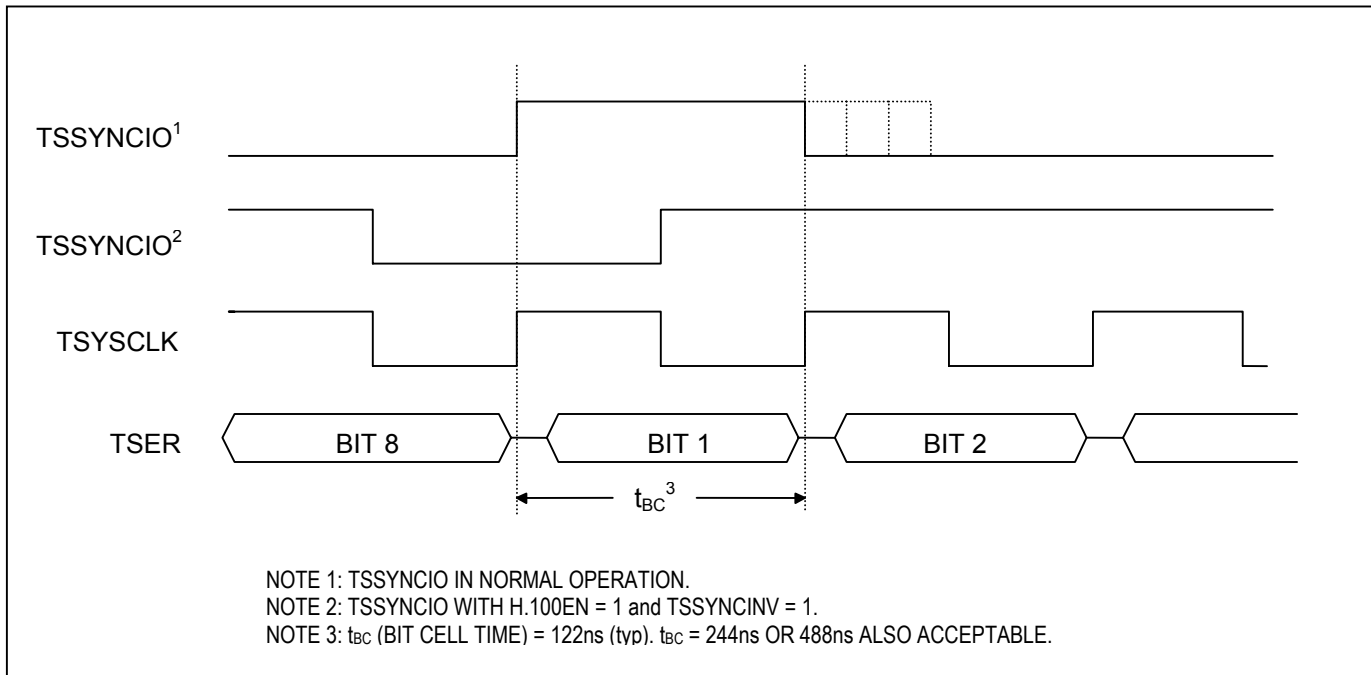 TSSYNCIO¹
TSSYNCIO²
TSYSCLK
TSER
BIT 8
BIT 1
BIT 2
tBC³
NOTE 1: TSSYNCIO IN NORMAL OPERATION.
NOTE 2: TSSYNCIO WITH H.100EN = 1 and TSSYNCINV = 1.
NOTE 3: tBC (BIT CELL TIME) = 122ns (typ). tBC = 244ns OR 488ns ALSO ACCEPTABLE.